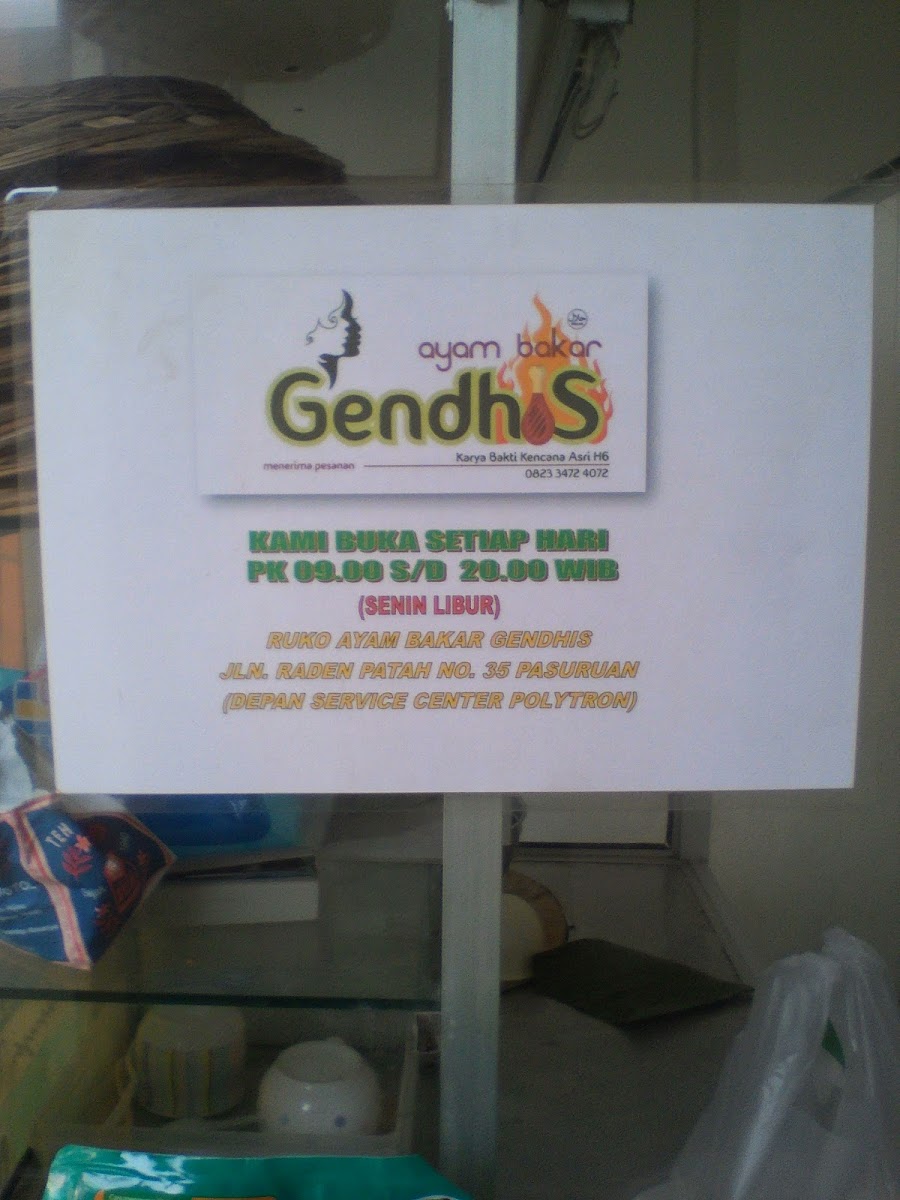 ayam bakar
GendhiS
Karya Bakti Kencana Asri H6
menerima pesanan
0823 3472 4072
KAMI BUKA SETIAP HARI
PK 09.00 S/D 20.00 WIB
(SENIN LIBUR)
RUKO AYAM BAKAR GENDHIS
JLN. RADEN PATAH NO. 35 PASURUAN
(DEPAN SERVICE CENTER POLYTRON)
TEH